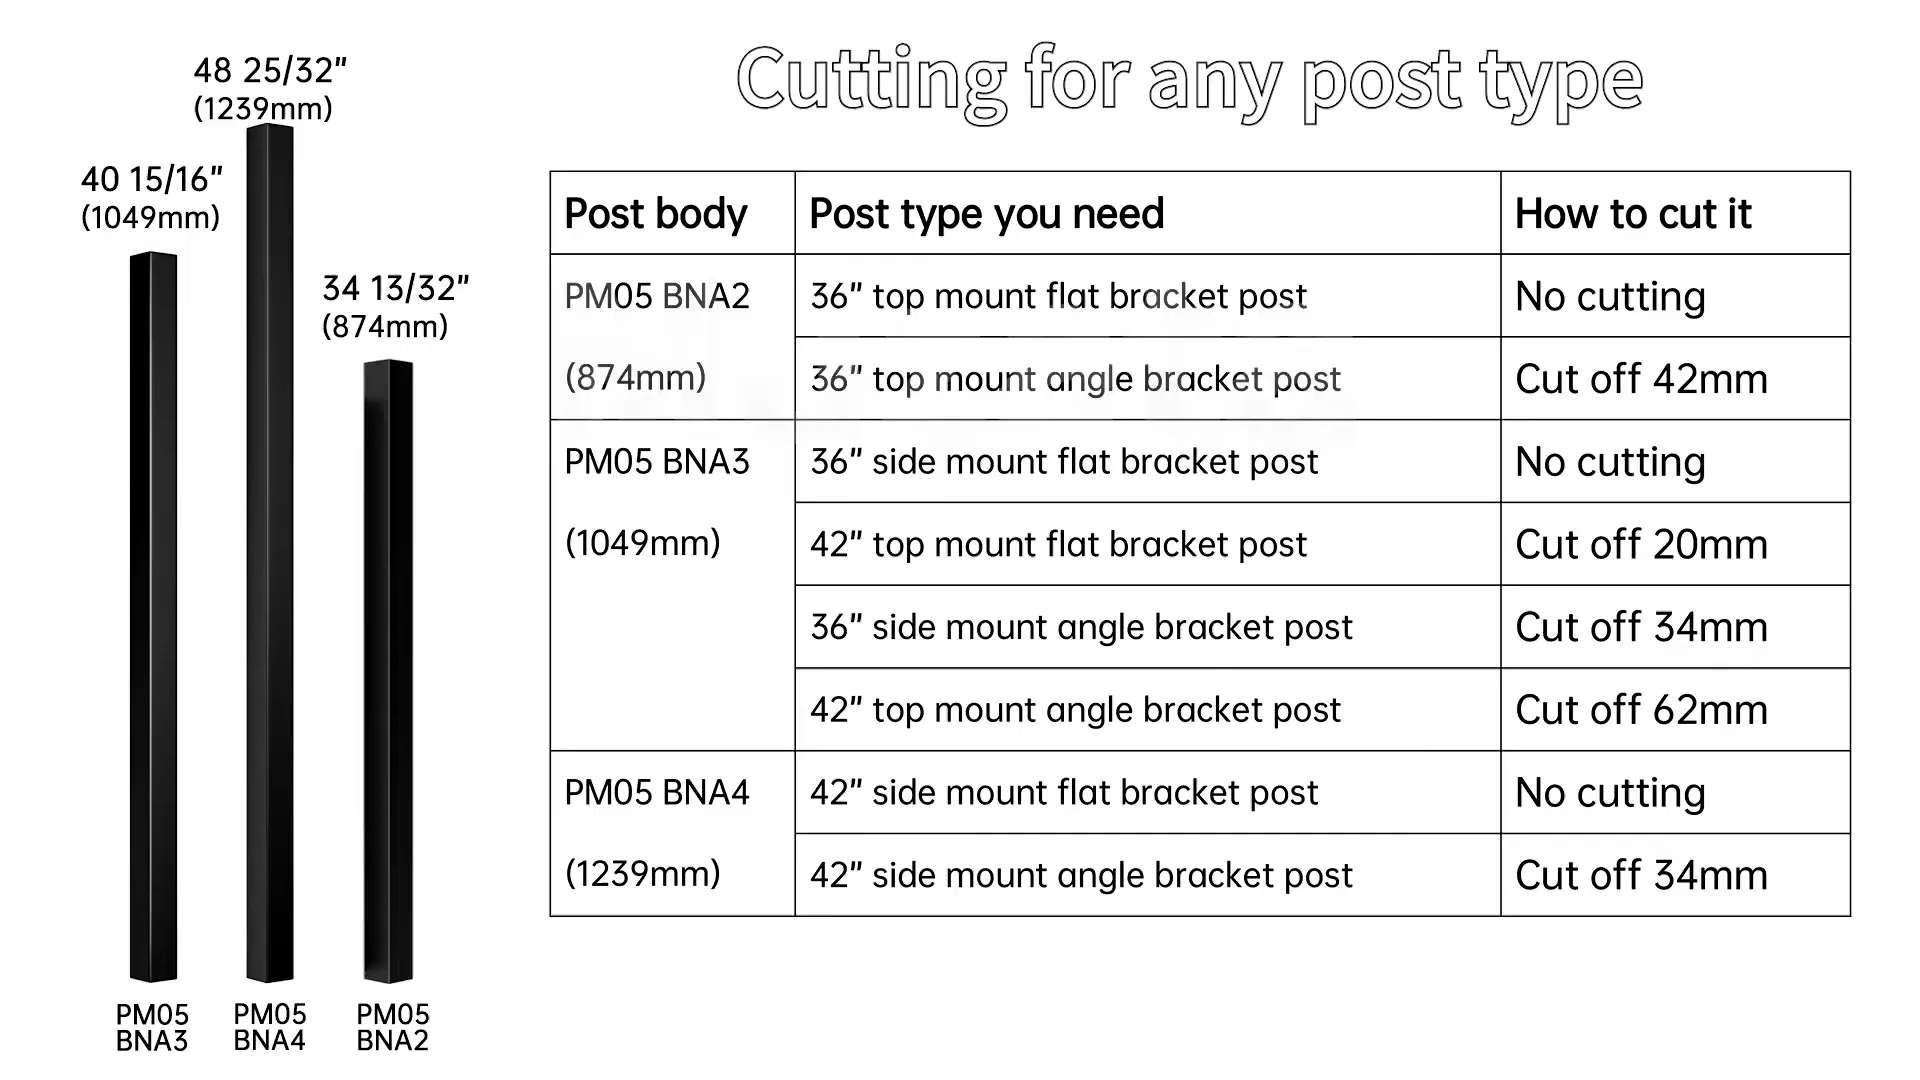 Cutting for any post type
48 25/32"
(1239mm)
40 15/16"
(1049mm)
34 13/32"
(874mm)
PM05
BNA3
PM05
BNA4
PM05
BNA2
Post body
Post type you need
How to cut it
PM05 BNA2
(874mm)
36" top mount flat bracket post
No cutting
36" top mount angle bracket post
Cut off 42mm
PM05 BNA3
(1049mm)
36" side mount flat bracket post
No cutting
42" top mount flat bracket post
Cut off 20mm
36" side mount angle bracket post
Cut off 34mm
42" top mount angle bracket post
Cut off 62mm
PM05 BNA4
(1239mm)
42" side mount flat bracket post
No cutting
42" side mount angle bracket post
Cut off 34mm